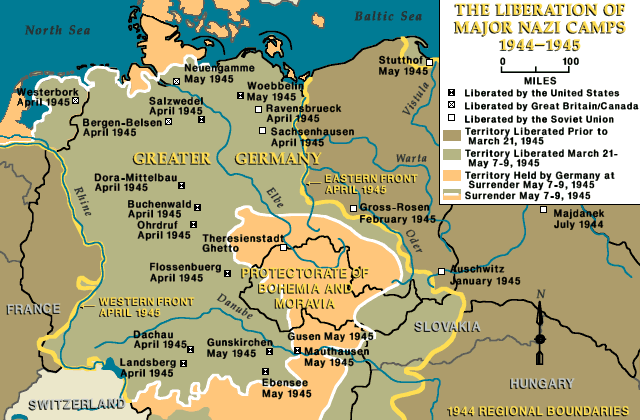 THE LIBERATION OF
MAJOR NAZI CAMPS
1944–1945
0 100
MILES
Liberated by the United States
Liberated by Great Britain/Canada
Liberated by the Soviet Union
Territory Liberated Prior to
March 21, 1945
Territory Liberated March 21-
May 7-9, 1945
Territory Held by Germany at
Surrender May 7-9, 1945
Surrender May 7-9, 1945
North Sea
Baltic Sea
Stutthof
May 1945
Neuengamme
May 1945
Westerbork
April 1945
Woebbelin
May 1945
Salzwedel
April 1945
Ravensbrueck
April 1945
Bergen-Belsen
April 1945
Sachsenhausen
April 1945
Vistula
Warta
GREATER GERMANY
Dora-Mittelbau
April 1945
EASTERN FRONT
APRIL 1945
Rhine
Elbe
Buchenwald
April 1945
Gross-Rosen
February 1945
Majdanek
July 1944
Ohrdruf
April 1945
Oder
Theresienstadt
Ghetto
Flossenburg
April 1945
PROTECTORATE OF
BOHEMIA AND
MORAVIA
Auschwitz
January 1945
WESTERN FRONT
APRIL 1945
Danube
FRANCE
N
SLOVAKIA
Dachau
April 1945
Gunskirchen
May 1945
Gusen May 1945
Mauthausen
May 1945
Landsberg
April 1945
Ebensee
May 1945
HUNGARY
SWITZERLAND
1944 REGIONAL BOUNDARIES